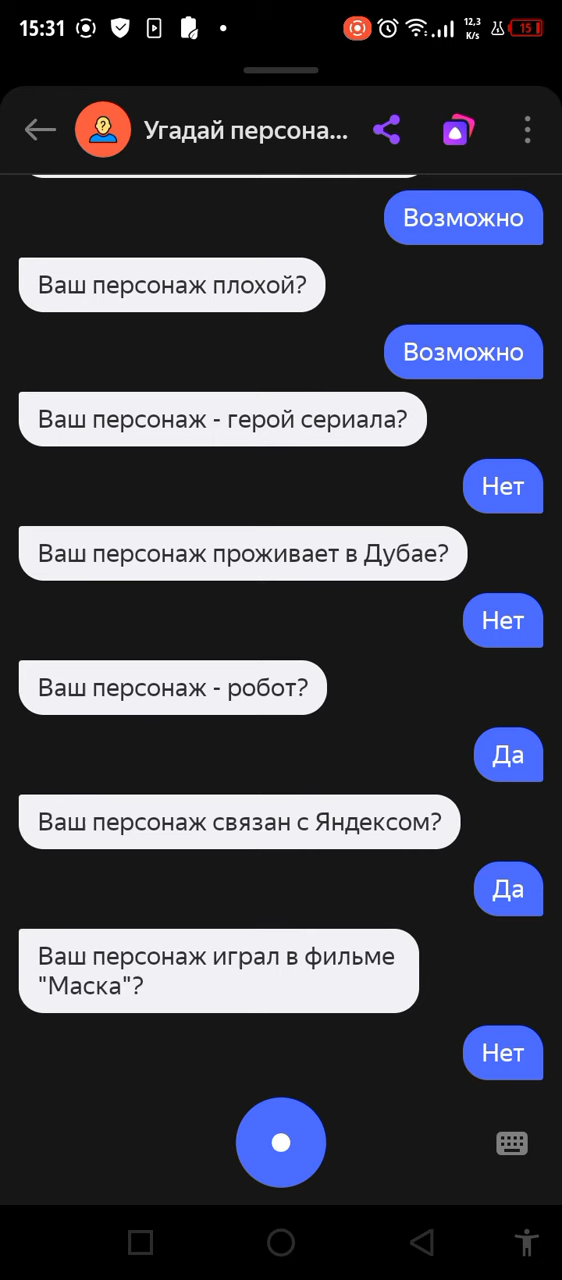 15:31
12,3
K/s
15
Угадай персона...
Возможно
Ваш персонаж плохой?
Возможно
Ваш персонаж - герой сериала?
Нет
Ваш персонаж проживает в Дубае?
Нет
Ваш персонаж - робот?
Да
Ваш персонаж связан с Яндексом?
Да
Ваш персонаж играл в фильме
"Маска"?
Нет